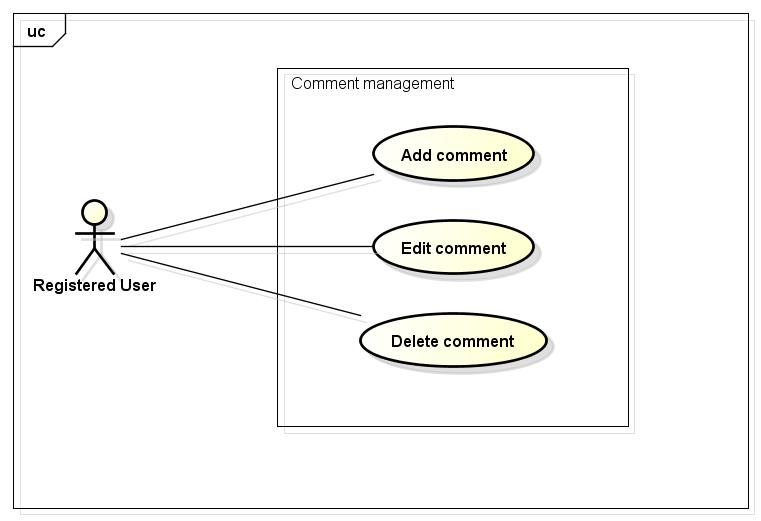 uc
Comment management
Add comment
Edit comment
Registered User
Delete comment